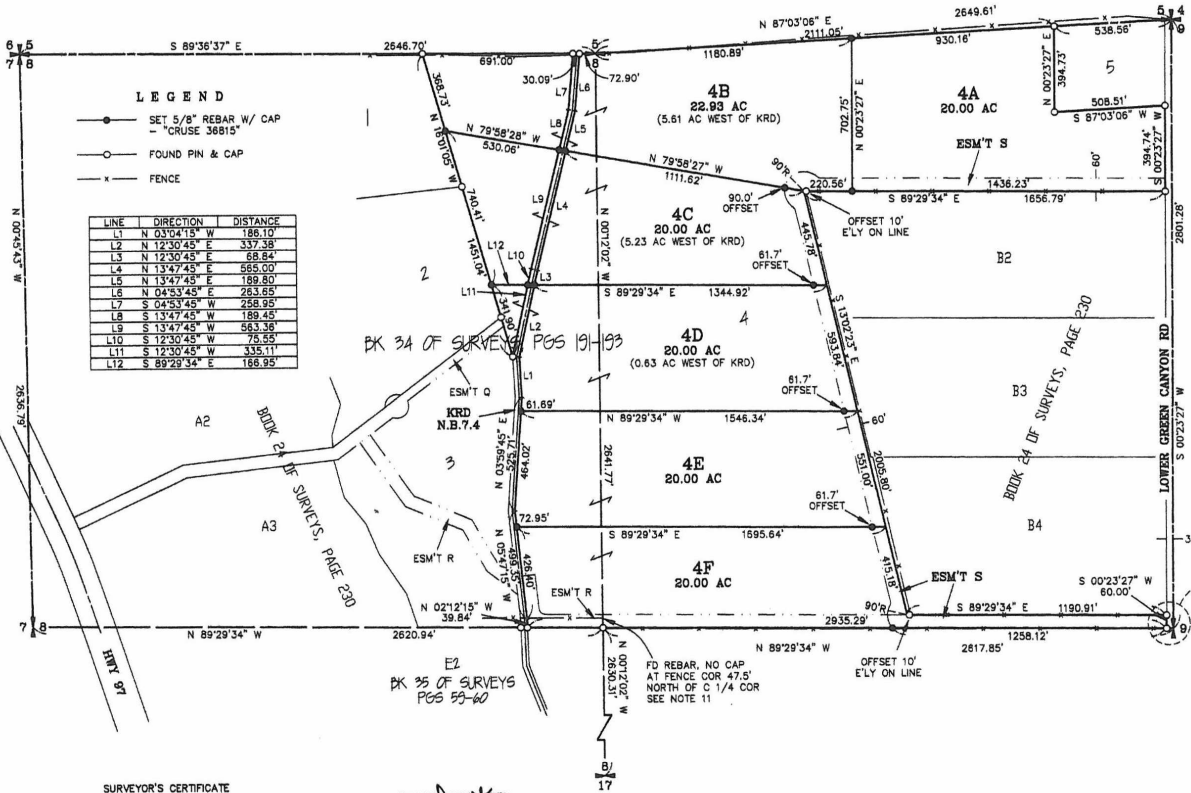 6 5
7 8
S 89°36'37" E
2646.70'
691.00'
30.09'
5
8
72.90'
N 87°03'06" E
2111.05'
1180.89'
2649.61'
930.16'
538.56'
5 4
9
LEGEND
SET 5/8" REBAR W/ CAP
- "CRUSE 36815"
FOUND PIN & CAP
FENCE
LINE DIRECTION DISTANCE
L1 N 03°04'15" W 186.10'
L2 N 12°30'45" E 337.38'
L3 N 12°30'45" E 68.84'
L4 N 13°47'45" E 565.00'
L5 N 13°47'45" E 189.80'
L6 N 04°53'45" E 263.65'
L7 S 04°53'45" W 258.95'
L8 S 13°47'45" W 189.45'
L9 S 13°47'45" W 563.36'
L10 S 12°30'45" W 75.55'
L11 S 12°30'45" W 335.11'
L12 S 89°29'34" E 166.95'
N 00°45'43" W
2636.79'
1
368.73'
N 16°01'05" W
740.41'
1451.04'
341.90'
N 79°58'28" W
530.06'
L7
L6
L8
L5
L9
L4
L12
L10
L3
L11
L2
L1
4B
22.93 AC
(5.61 AC WEST OF KRD)
N 79°58'27" W
1111.62'
702.75'
N 00°23'27" E
4A
20.00 AC
N 00°23'27" E
394.73'
5
508.51'
S 87°03'06" W
394.74'
S 00°23'27" W
ESM'T S
60'
90'R
220.56'
1436.23'
S 89°29'34" E
1656.79'
90.0'
OFFSET
OFFSET 10'
E'LY ON LINE
2801.28'
4C
20.00 AC
(5.23 AC WEST OF KRD)
N 00°12'02" W
445.78'
61.7'
OFFSET
S 89°29'34" E
1344.92'
B2
2
4
BK 34 OF SURVEYS, PGS 191-193
4D
20.00 AC
(0.63 AC WEST OF KRD)
S 13°02'23" E
593.84'
BOOK 24 OF SURVEYS, PAGE 230
B3
LOWER GREEN CANYON RD
S 00°23'27" W
ESM'T Q
KRD
N.B.7.4
61.69'
61.7'
OFFSET
N 89°29'34" W
1546.34'
60'
A2
BOOK 24 OF SURVEYS, PAGE 230
3
N 03°59'45" E
525.71'
464.02'
2641.77'
4E
20.00 AC
2005.80'
551.00'
61.7'
OFFSET
B4
A3
ESM'T R
72.95'
S 89°29'34" E
1695.64'
3
N 05°47'15" W
499.35'
426.40'
4F
20.00 AC
415.18'
ESM'T S
S 00°23'27" W
60.00'
N 02°12'15" W
39.84'
ESM'T R
90'R
S 89°29'34" E
1190.91'
7 8
N 89°29'34" W
2620.94'
2935.29'
N 89°29'34" W
1258.12'
2617.85'
9
OFFSET 10'
E'LY ON LINE
HWY 97
E2
BK 35 OF SURVEYS
PGS 59-60
N 00°12'02" W
2630.31'
FD REBAR, NO CAP
AT FENCE COR 47.5'
NORTH OF C 1/4 COR
SEE NOTE 11
8
17
SURVEYOR'S CERTIFICATE